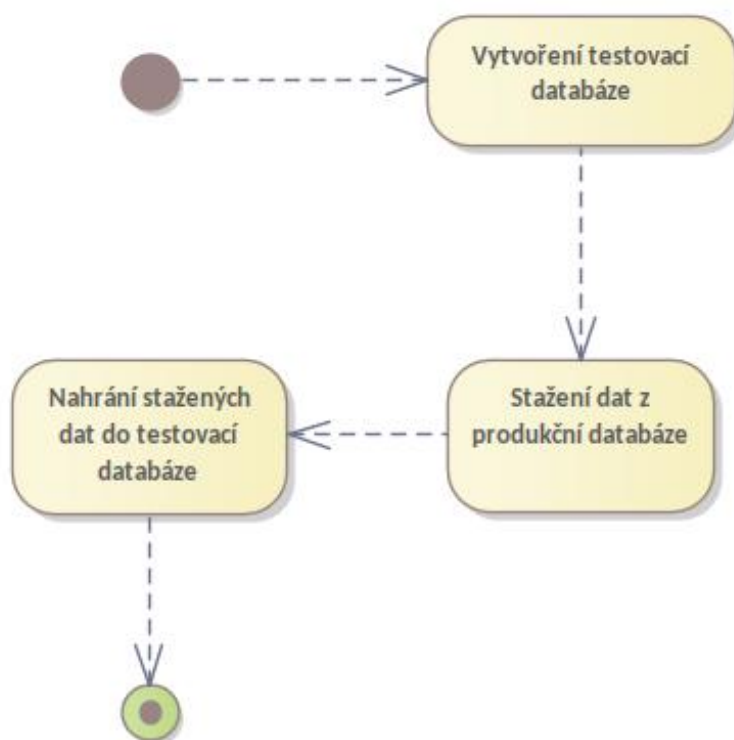 Vytvoření testovací
databáze
Stažení dat z
produkční databáze
Nahrání stažených
dat do testovací
databáze